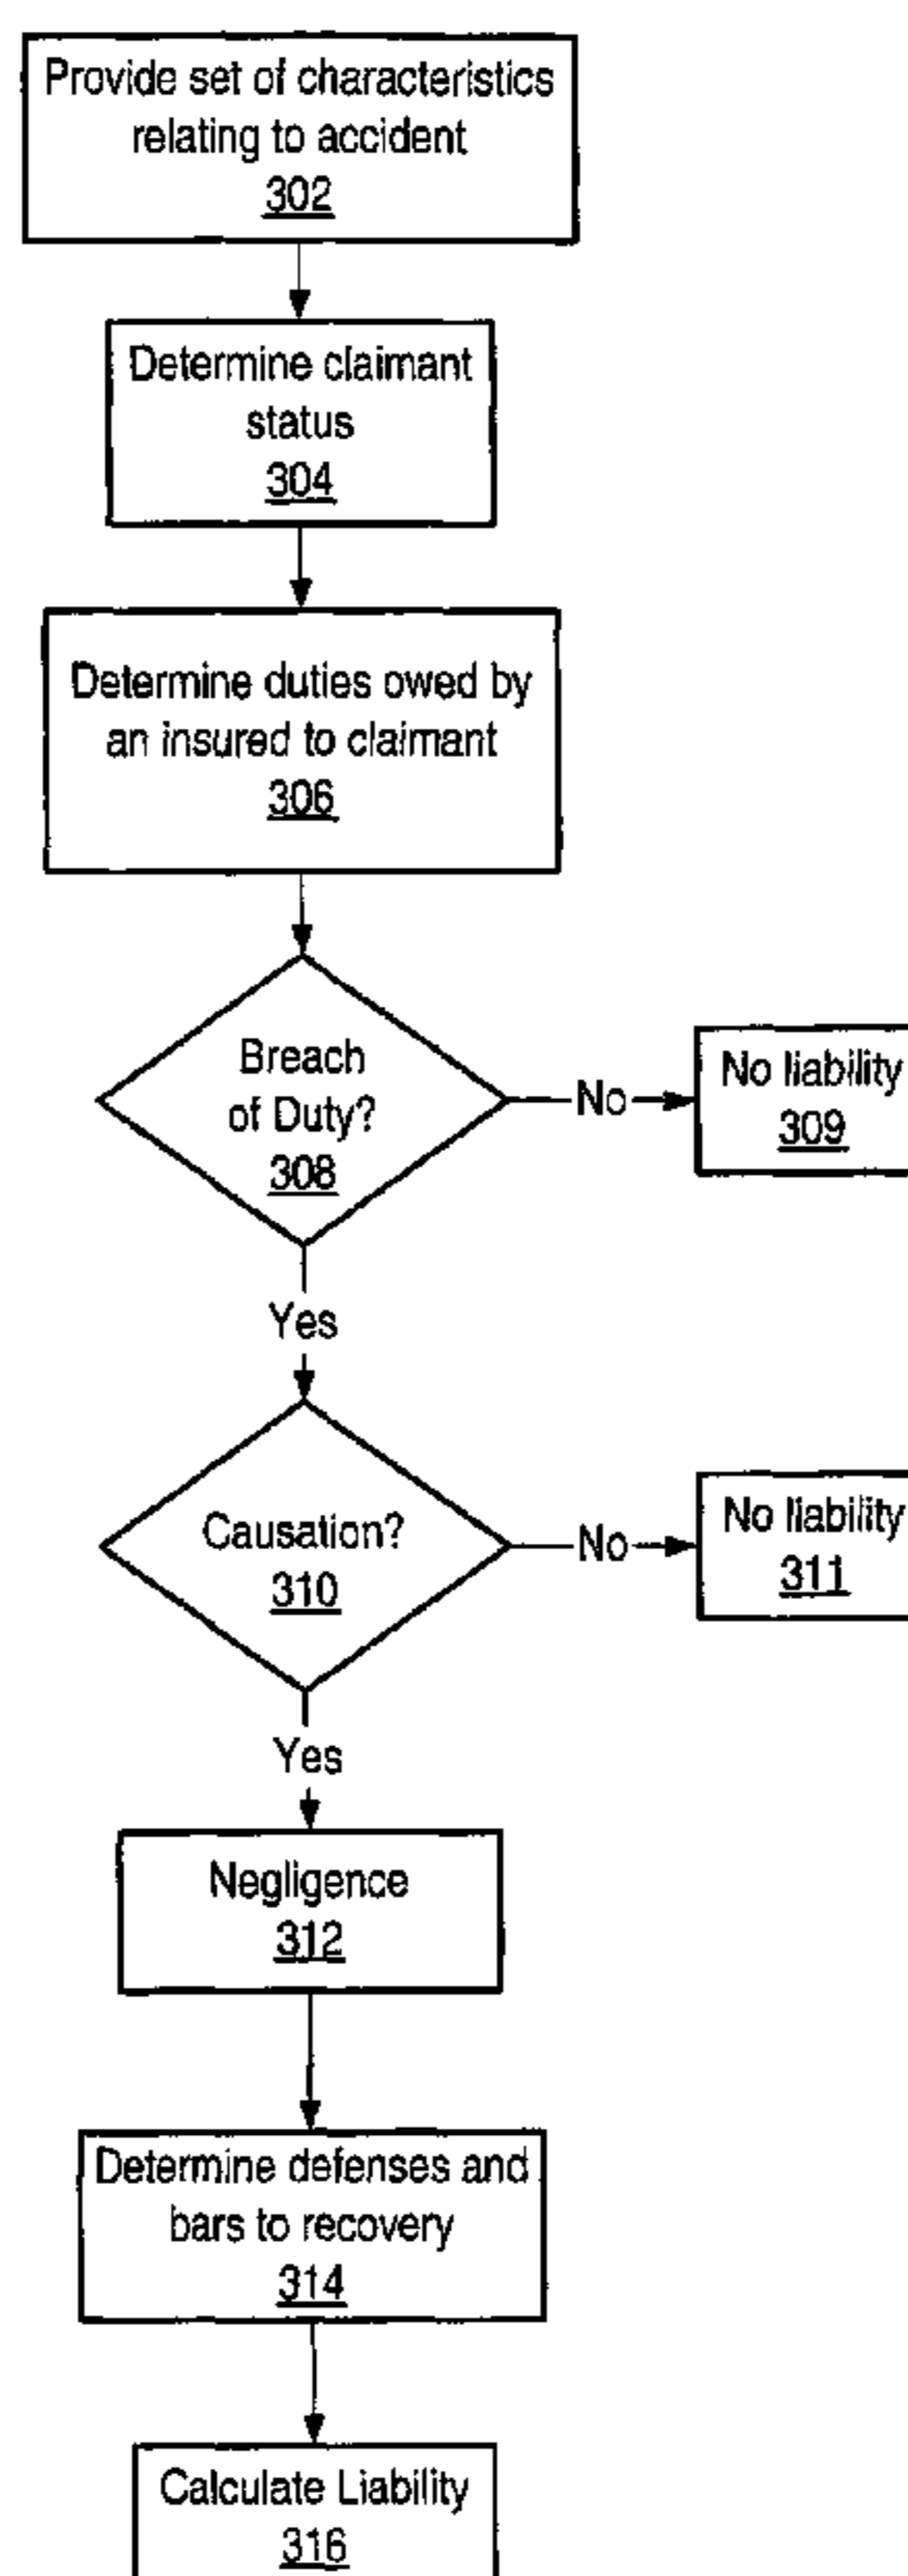 Provide set of characteristics
relating to accident
302
Determine claimant
status
304
Determine duties owed by
an insured to claimant
306
Breach
of Duty?
308
No
No liability
309
Yes
Causation?
310
No
No liability
311
Yes
Negligence
312
Determine defenses and
bars to recovery
314
Calculate Liability
316